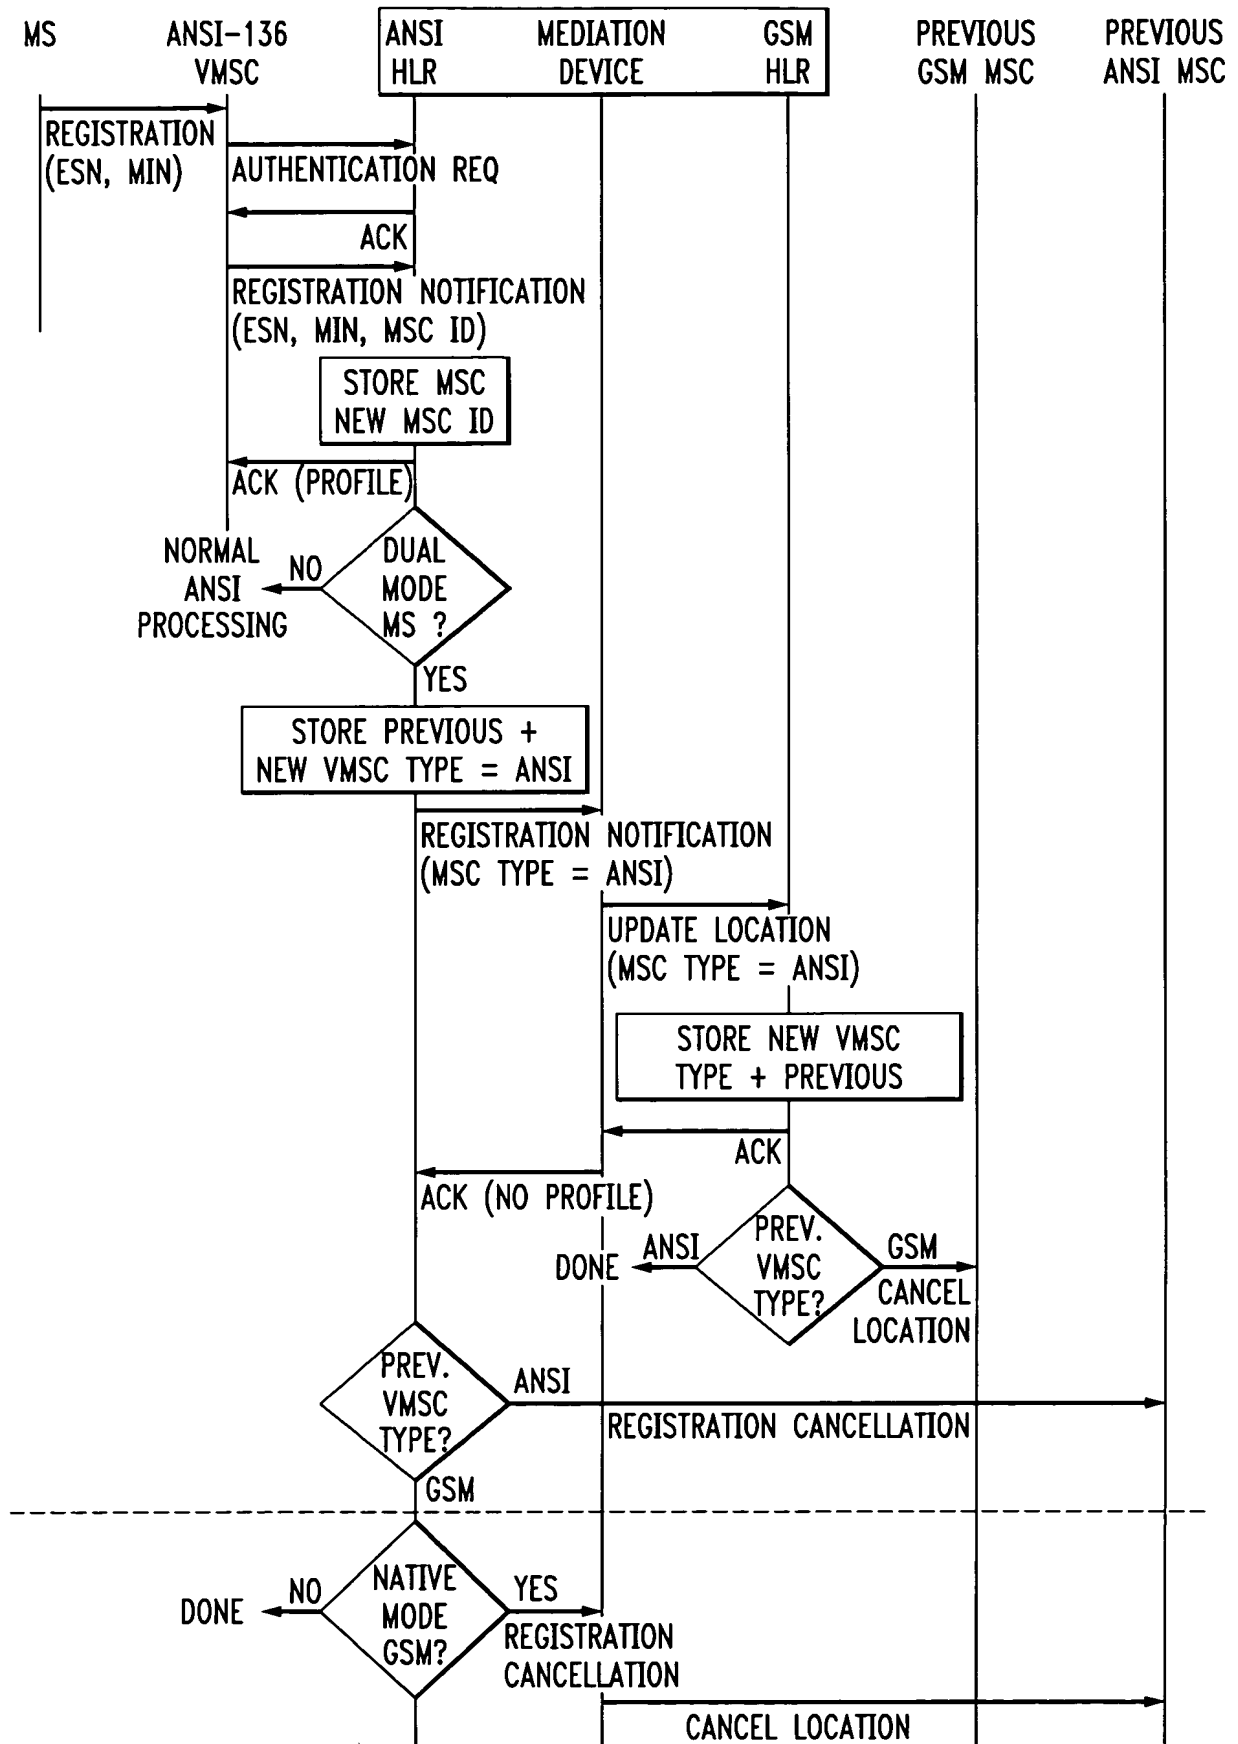 MS
ANSI-136
VMSC
ANSI
HLR
MEDIATION
DEVICE
GSM
HLR
PREVIOUS
GSM MSC
PREVIOUS
ANSI MSC
REGISTRATION
(ESN, MIN)
AUTHENTICATION REQ
ACK
REGISTRATION NOTIFICATION
(ESN, MIN, MSC ID)
STORE MSC
NEW MSC ID
ACK (PROFILE)
DUAL
MODE
MS ?
NO
NORMAL
ANSI
PROCESSING
YES
STORE PREVIOUS +
NEW VMSC TYPE = ANSI
REGISTRATION NOTIFICATION
(MSC TYPE = ANSI)
UPDATE LOCATION
(MSC TYPE = ANSI)
STORE NEW VMSC
TYPE + PREVIOUS
ACK
ACK (NO PROFILE)
PREV.
VMSC
TYPE?
ANSI
DONE
GSM
CANCEL
LOCATION
PREV.
VMSC
TYPE?
ANSI
REGISTRATION CANCELLATION
GSM
NATIVE
MODE
GSM?
NO
DONE
YES
REGISTRATION
CANCELLATION
CANCEL LOCATION